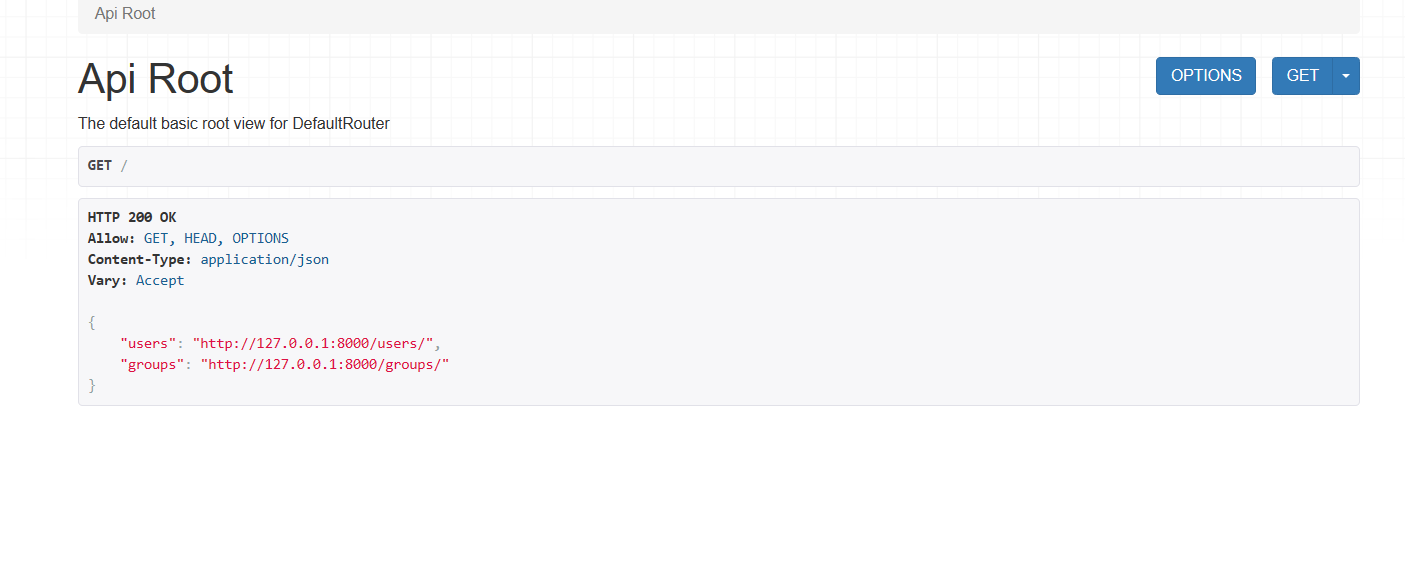 Api Root
Api Root
OPTIONS
GET
The default basic root view for DefaultRouter
GET /
HTTP 200 OK
Allow: GET, HEAD, OPTIONS
Content-Type: application/json
Vary: Accept
{
    "users": "http://127.0.0.1:8000/users/",
    "groups": "http://127.0.0.1:8000/groups/"
}